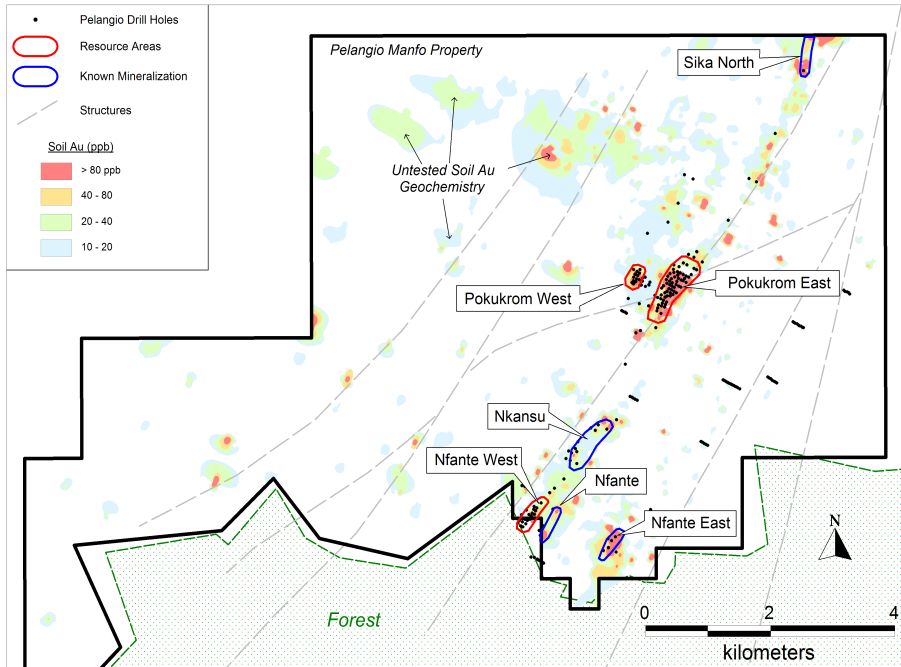 Pelangio Drill Holes
Resource Areas
Known Mineralization
Structures
Soil Au (ppb)
> 80 ppb
40 - 80
20 - 40
10 - 20
Pelangio Manfo Property
Sika North
Untested Soil Au
Geochemistry
Pokukrom East
Pokukrom West
Nkansu
Nfante West
Nfante
Nfante East
N
Forest
0
2
4
kilometers